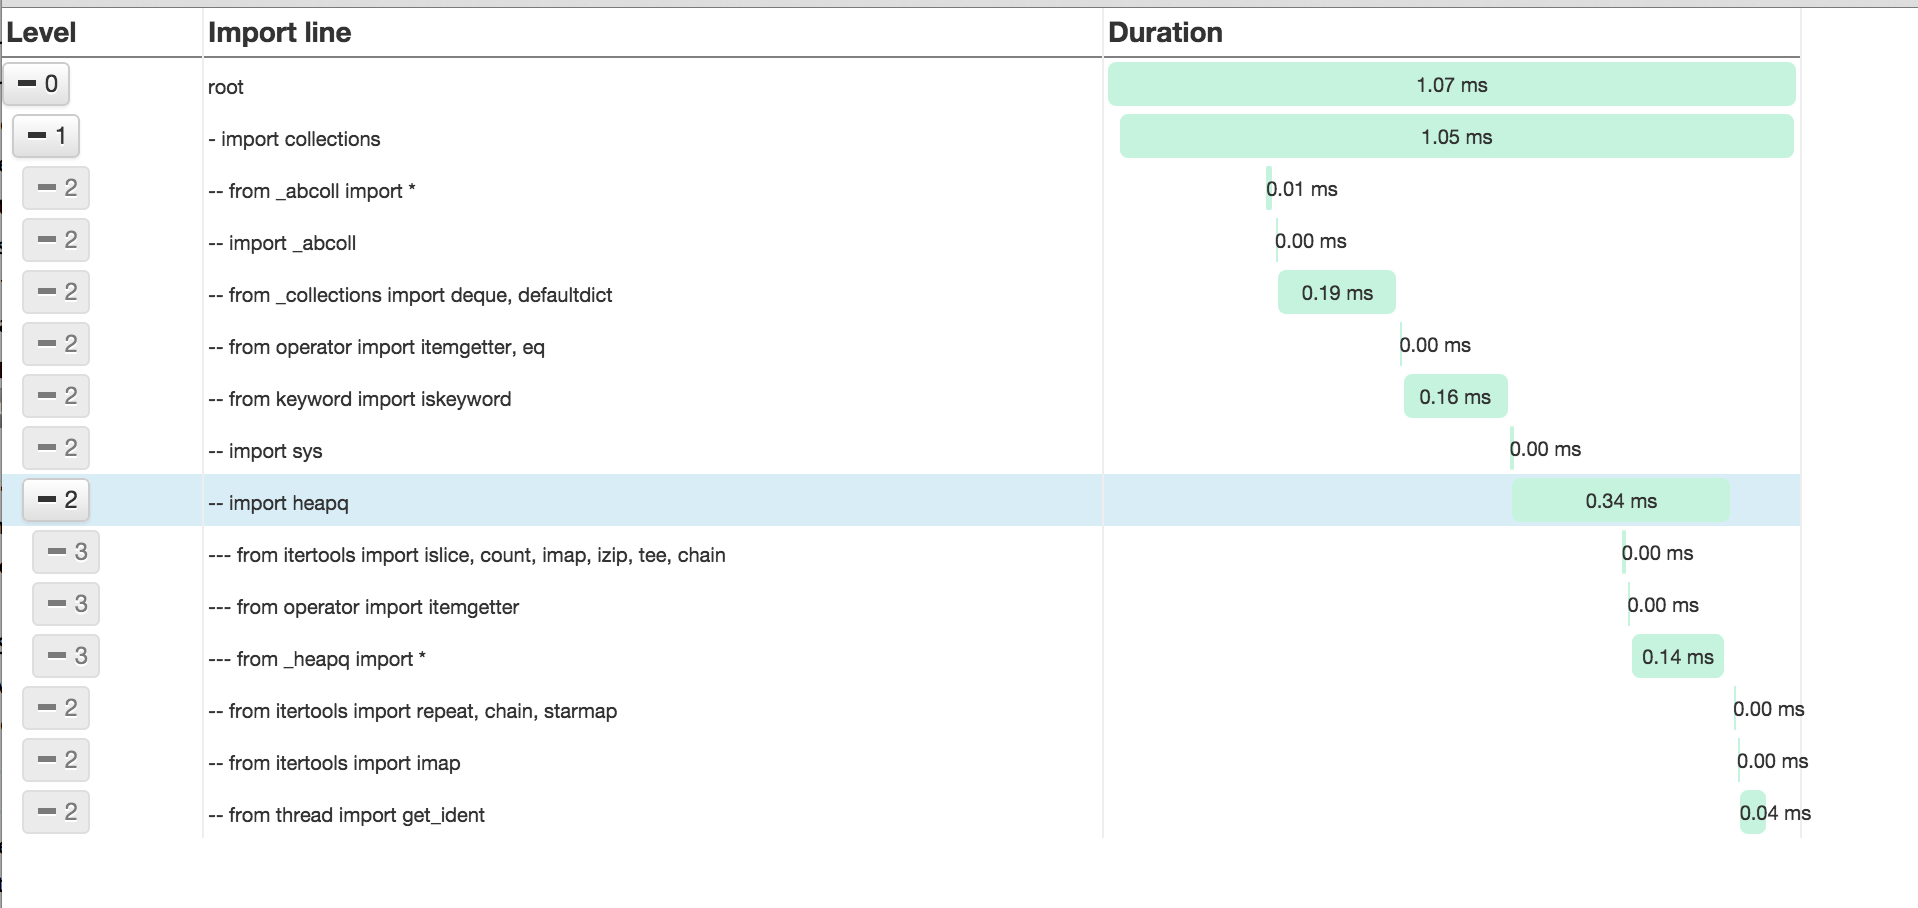 Level Import line Duration
0 root 1.07 ms
1 - import collections 1.05 ms
2 -- from _abcoll import * 0.01 ms
2 -- import _abcoll 0.00 ms
2 -- from _collections import deque, defaultdict 0.19 ms
2 -- from operator import itemgetter, eq 0.00 ms
2 -- from keyword import iskeyword 0.16 ms
2 -- import sys 0.00 ms
2 -- import heapq 0.34 ms
3 --- from itertools import islice, count, imap, izip, tee, chain 0.00 ms
3 --- from operator import itemgetter 0.00 ms
3 --- from _heapq import * 0.14 ms
2 -- from itertools import repeat, chain, starmap 0.00 ms
2 -- from itertools import imap 0.00 ms
2 -- from thread import get_ident 0.04 ms